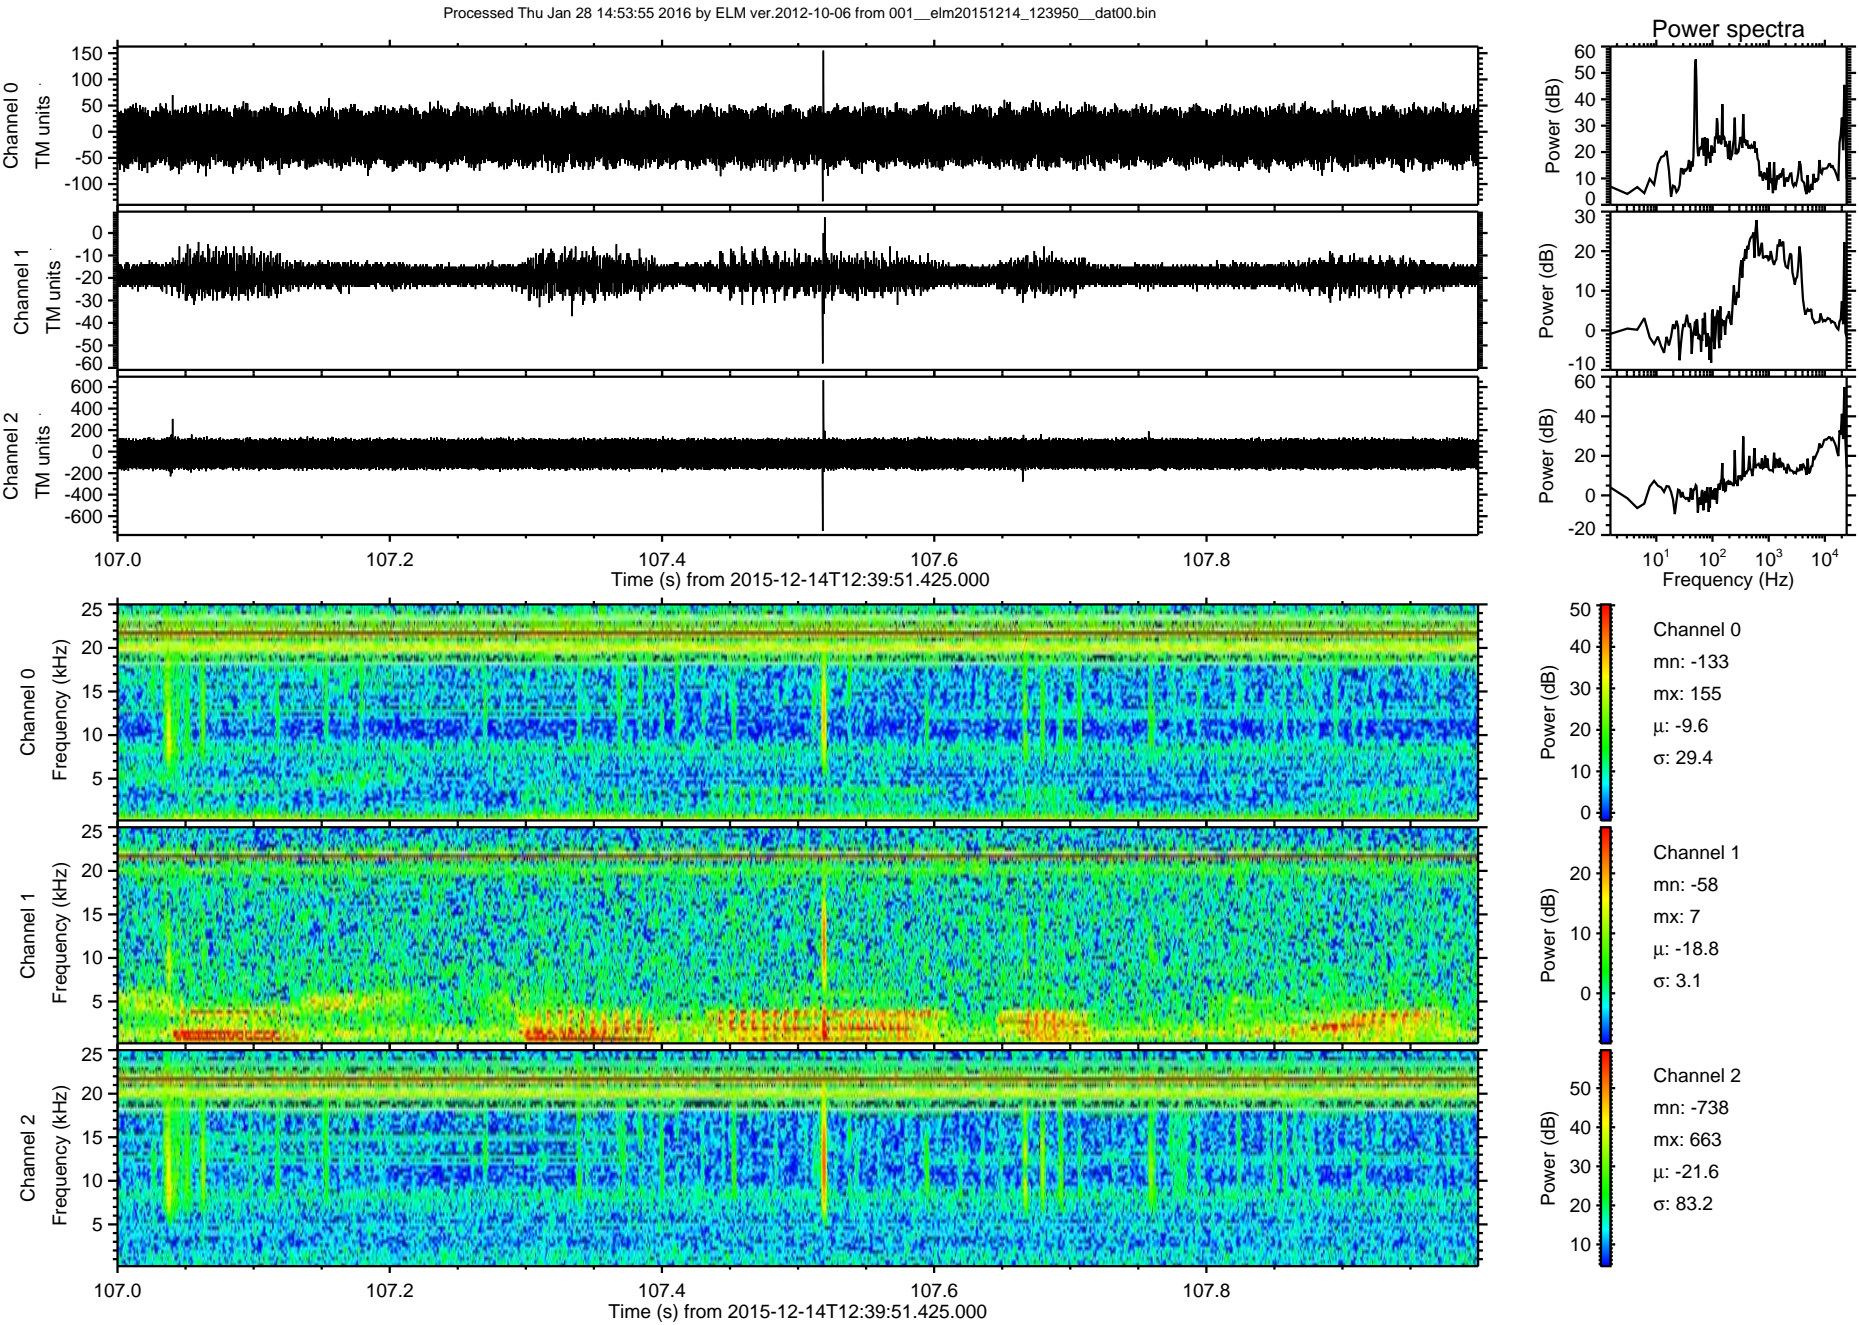 Processed Thu Jan 28 14:53:55 2016 by ELM ver.2012-10-06 from 001__elm20151214_123950__dat00.bin
Power spectra
Channel 0
TM units
150
100
50
0
-50
-100
Power (dB)
60
50
40
30
20
10
0
Channel 1
TM units
0
-10
-20
-30
-40
-50
-60
Power (dB)
30
20
10
0
-10
Channel 2
TM units
600
400
200
0
-200
-400
-600
Power (dB)
60
40
20
0
-20
107.0 107.2 107.4 107.6 107.8
Time (s) from 2015-12-14T12:39:51.425.000
10^1 10^2 10^3 10^4
Frequency (Hz)
Channel 0
Frequency (kHz)
25
20
15
10
5
Power (dB)
50
40
30
20
10
0
Channel 0
mn: -133
mx: 155
μ: -9.6
σ: 29.4
Channel 1
Frequency (kHz)
25
20
15
10
5
Power (dB)
20
10
0
Channel 1
mn: -58
mx: 7
μ: -18.8
σ: 3.1
Channel 2
Frequency (kHz)
25
20
15
10
5
Power (dB)
50
40
30
20
10
Channel 2
mn: -738
mx: 663
μ: -21.6
σ: 83.2
107.0 107.2 107.4 107.6 107.8
Time (s) from 2015-12-14T12:39:51.425.000